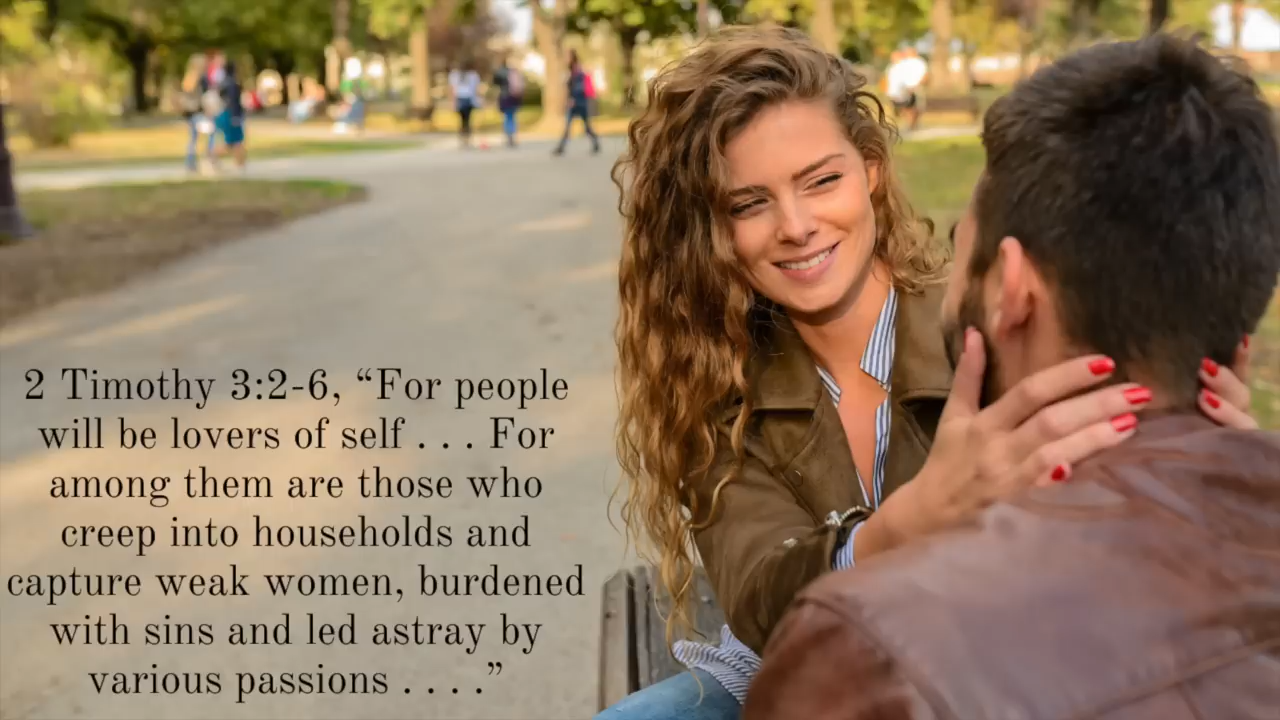 2 Timothy 3:2-6, “For people
will be lovers of self . . . For
among them are those who
creep into households and
capture weak women, burdened
with sins and led astray by
various passions . . . .”